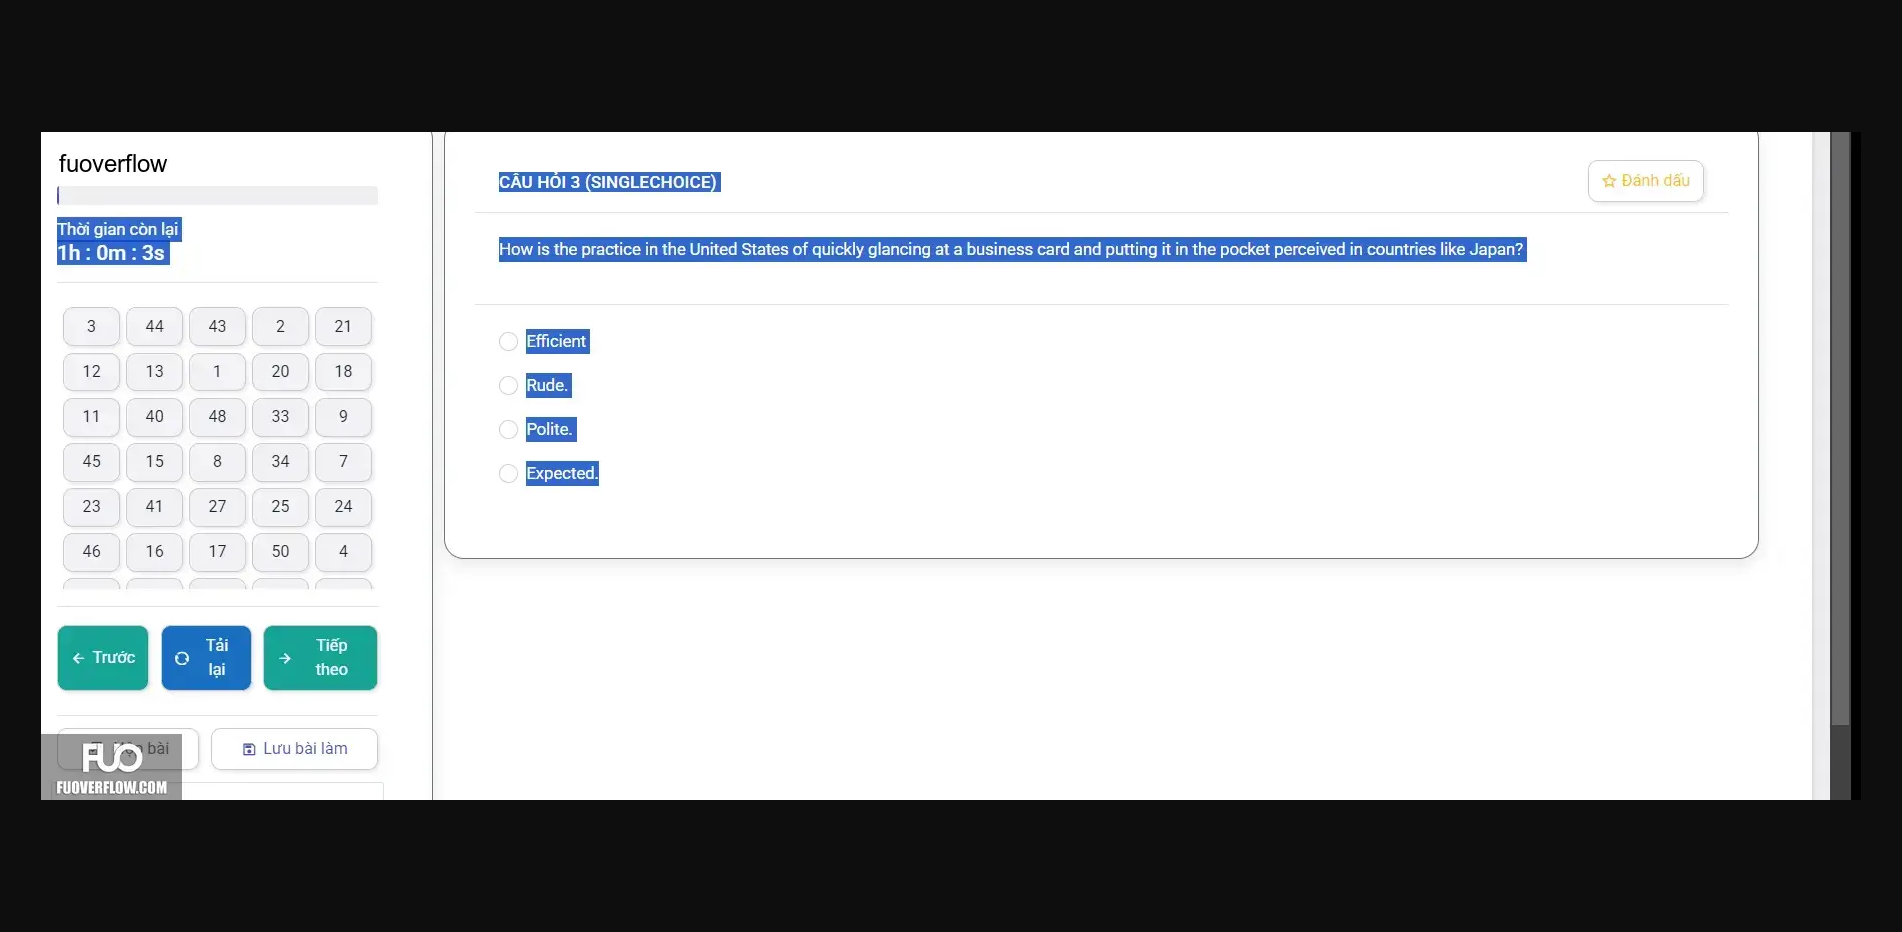 fuoverflow
Thời gian còn lại
1h : 0m : 3s
3 44 43 2 21
12 13 1 20 18
11 40 48 33 9
45 15 8 34 7
23 41 27 25 24
46 16 17 50 4
Trước
Tải lại
Tiếp theo
bài
Lưu bài làm
FUO
FUOVERFLOW.COM
CÂU HỎI 3 (SINGLECHOICE)
Đánh dấu
How is the practice in the United States of quickly glancing at a business card and putting it in the pocket perceived in countries like Japan?
Efficient
Rude.
Polite.
Expected.